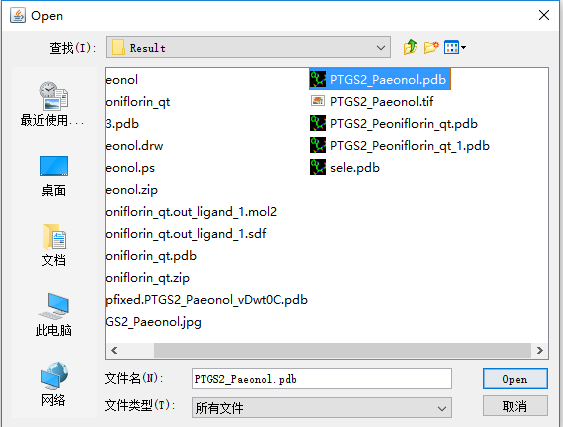 Open
查找(I):
Result
最近使用...
桌面
文档
此电脑
网络
eonol
oniflorin_qt
3.pdb
eonol.drw
eonol.ps
eonol.zip
oniflorin_qt.out_ligand_1.mol2
oniflorin_qt.out_ligand_1.sdf
oniflorin_qt.pdb
oniflorin_qt.zip
pfixed.PTGS2_Paeonol_vDwt0C.pdb
GS2_Paeonol.jpg
PTGS2_Paeonol.pdb
PTGS2_Paeonol.tif
PTGS2_Peoniflorin_qt.pdb
PTGS2_Peoniflorin_qt_1.pdb
sele.pdb
文件名(N):
PTGS2_Paeonol.pdb
Open
文件类型(T):
所有文件
取消